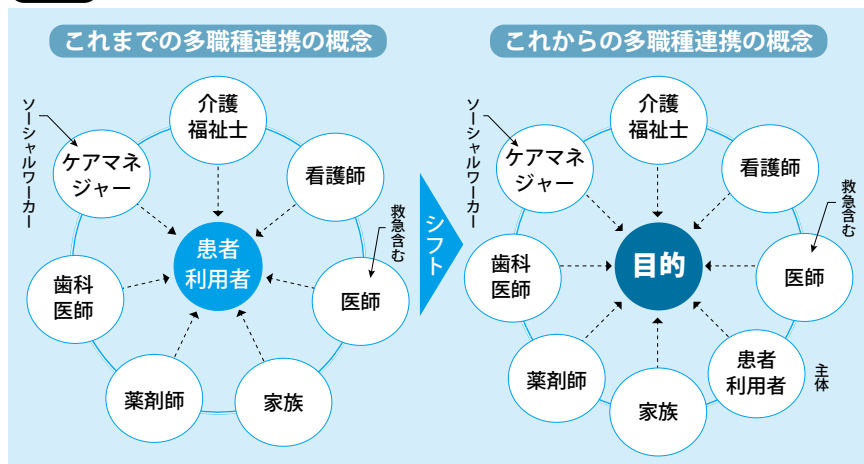 これまでの多職種連携の概念
介護
福祉士
ソーシャルワーカー
ケアマネ
ジャー
看護師
救急含む
患者
利用者
歯科
医師
医師
薬剤師
家族
シフト
これからの多職種連携の概念
介護
福祉士
ソーシャルワーカー
ケアマネ
ジャー
看護師
救急含む
目的
歯科
医師
医師
薬剤師
患者
利用者
主体
家族